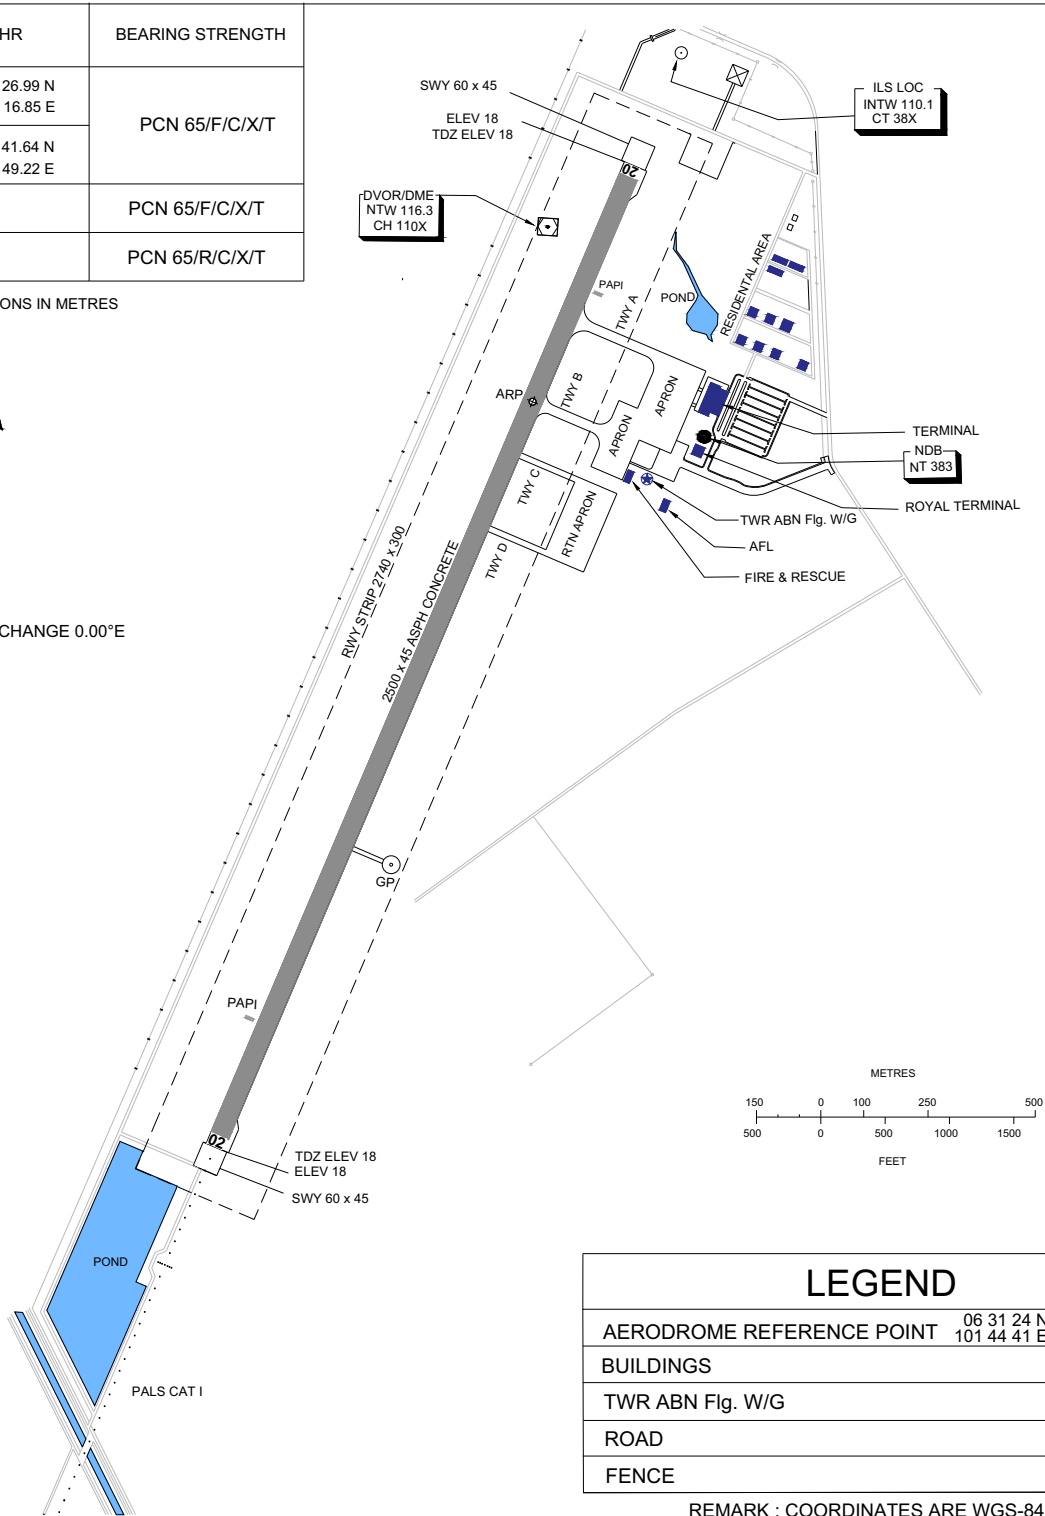 HR
BEARING STRENGTH
26.99 N
16.85 E
PCN 65/F/C/X/T
41.64 N
49.22 E
PCN 65/F/C/X/T
PCN 65/R/C/X/T
ONS IN METRES
CHANGE 0.00°E
SWY 60 x 45
ELEV 18
TDZ ELEV 18
ILS LOC
INTW 110.1
CT 38X
DVOR/DME
NTW 116.3
CH 110X
20
PAPI
TWY A
POND
RESIDENTAL AREA
ARP
TWY B
APRON
APRON
TERMINAL
NDB
NT 383
ROYAL TERMINAL
TWY C
RTN APRON
TWR ABN Flg. W/G
AFL
FIRE & RESCUE
TWY D
RWY STRIP 2740 x 300
2500 x 45 ASPH CONCRETE
GP
PAPI
METRES
150 0 100 250 500
500 0 500 1000 1500
FEET
02
TDZ ELEV 18
ELEV 18
SWY 60 x 45
POND
PALS CAT I
LEGEND
AERODROME REFERENCE POINT 06 31 24 N
101 44 41 E
BUILDINGS
TWR ABN Flg. W/G
ROAD
FENCE
REMARK : COORDINATES ARE WGS-84